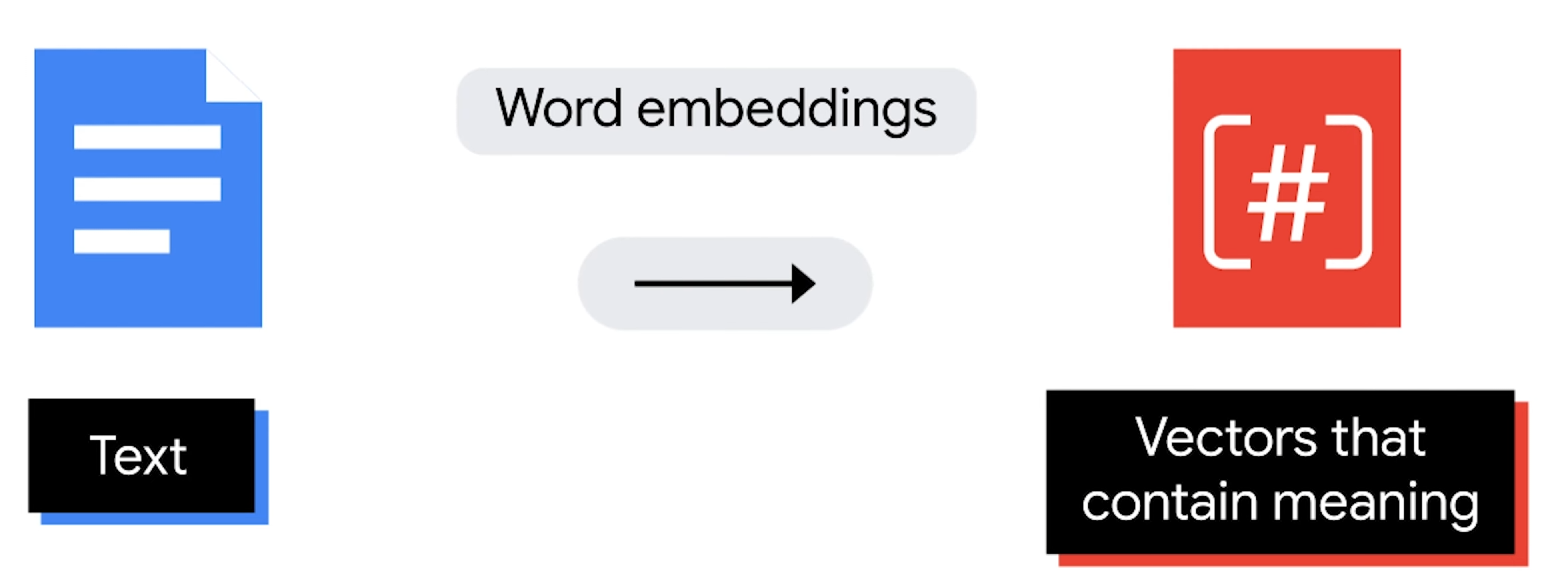 Word embeddings
[#]
Text
Vectors that
contain meaning